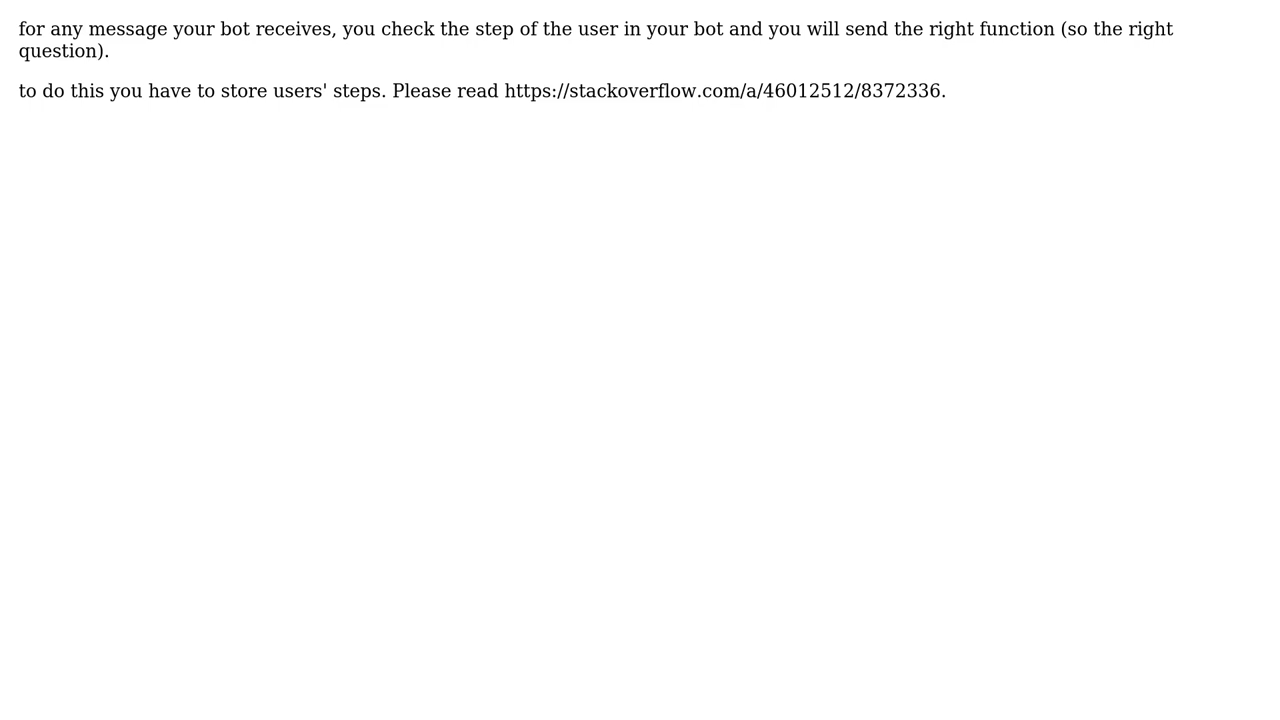 for any message your bot receives, you check the step of the user in your bot and you will send the right function (so the right
question).
to do this you have to store users' steps. Please read https://stackoverflow.com/a/46012512/8372336.